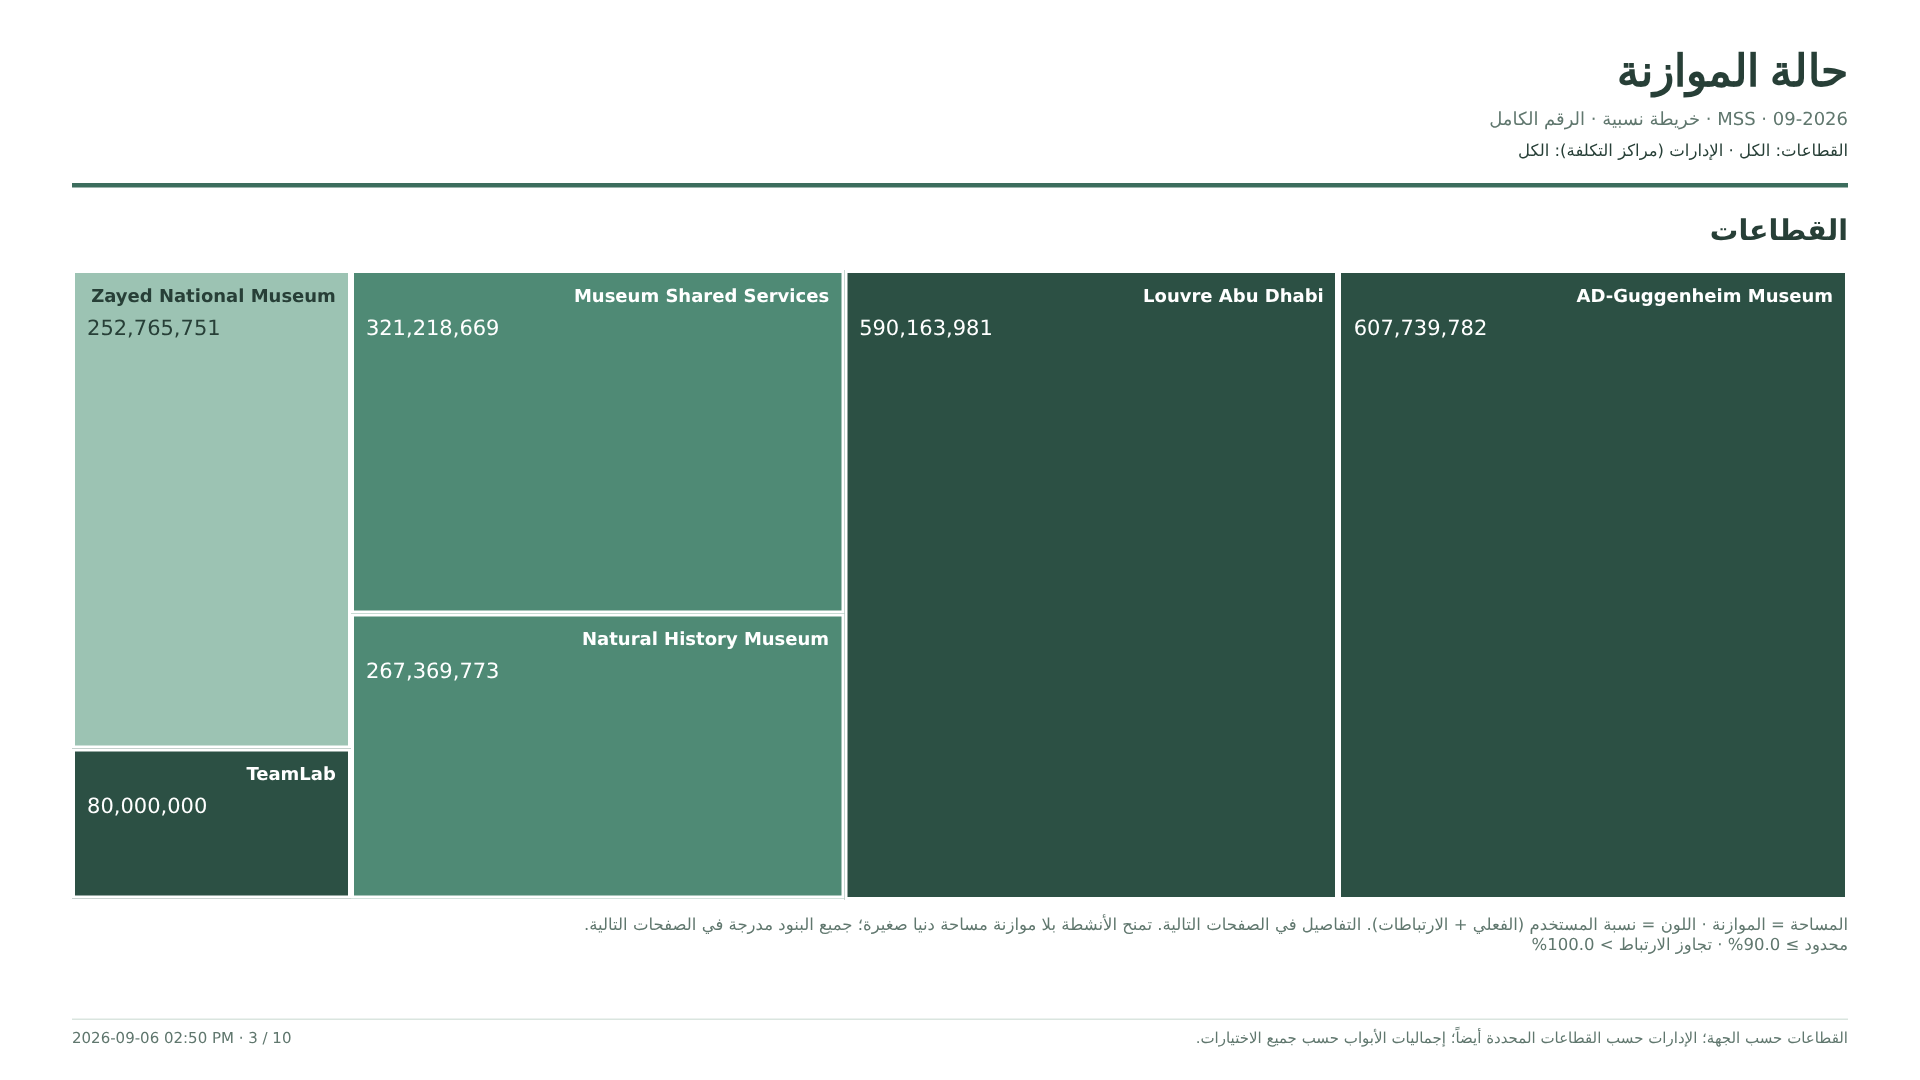 حالة الموازنة
MSS · 09-2026 · خريطة نسبية · الرقم الكامل
القطاعات: الكل · الإدارات (مراكز التكلفة): الكل
القطاعات
AD-Guggenheim Museum
607,739,782
Louvre Abu Dhabi
590,163,981
Museum Shared Services
321,218,669
Natural History Museum
267,369,773
Zayed National Museum
252,765,751
TeamLab
80,000,000
المساحة = الموازنة · اللون = نسبة المستخدم (الفعلي + الارتباطات). التفاصيل في الصفحات التالية. تمنح الأنشطة بلا موازنة مساحة دنيا صغيرة؛ جميع البنود مدرجة في الصفحات التالية.
محدود ≥ 90.0% · تجاوز الارتباط > 100.0%
القطاعات حسب الجهة؛ الإدارات حسب القطاعات المحددة أيضاً؛ إجماليات الأبواب حسب جميع الاختيارات.
2026-09-06 02:50 PM · 3 / 10